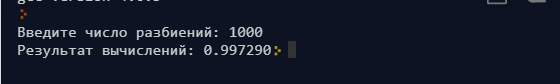 Введите число разбиений: 1000
Результат вычислений: 0.997290